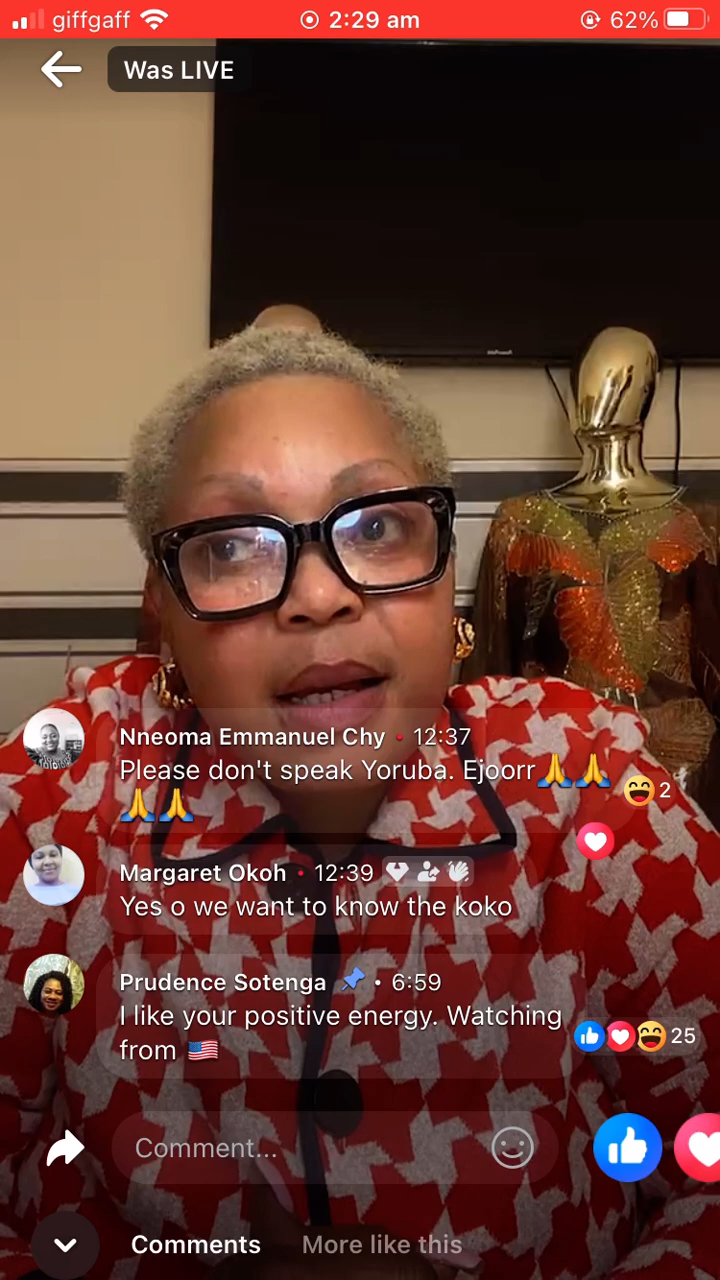 giffgaff 2:29 am 62%
Was LIVE
Nneoma Emmanuel Chy • 12:37
Please don't speak Yoruba. Ejoorr🙏🙏
🙏🙏
😆 2
Margaret Okoh • 12:39
Yes o we want to know the koko
Prudence Sotenga 📌 • 6:59
I like your positive energy. Watching
from 🇺🇸
25
Comment...
Comments More like this